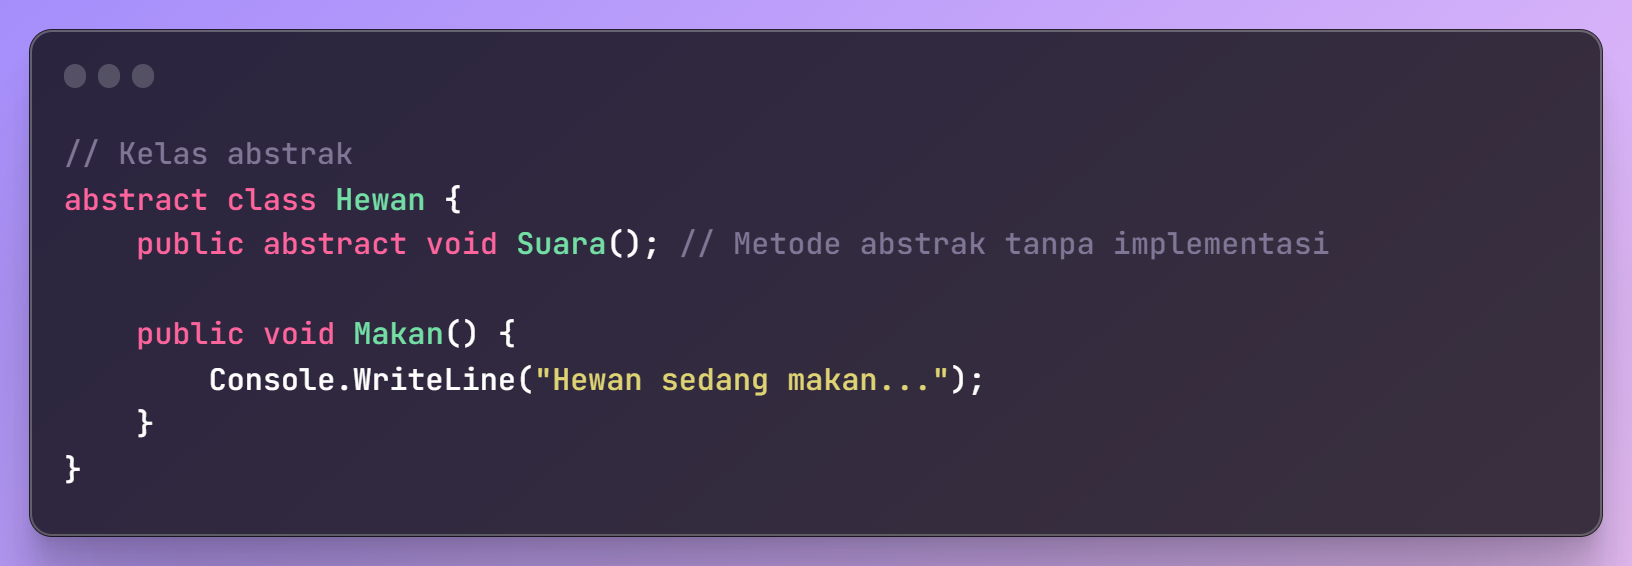 // Kelas abstrak
abstract class Hewan {
    public abstract void Suara(); // Metode abstrak tanpa implementasi

    public void Makan() {
        Console.WriteLine("Hewan sedang makan...");
    }
}